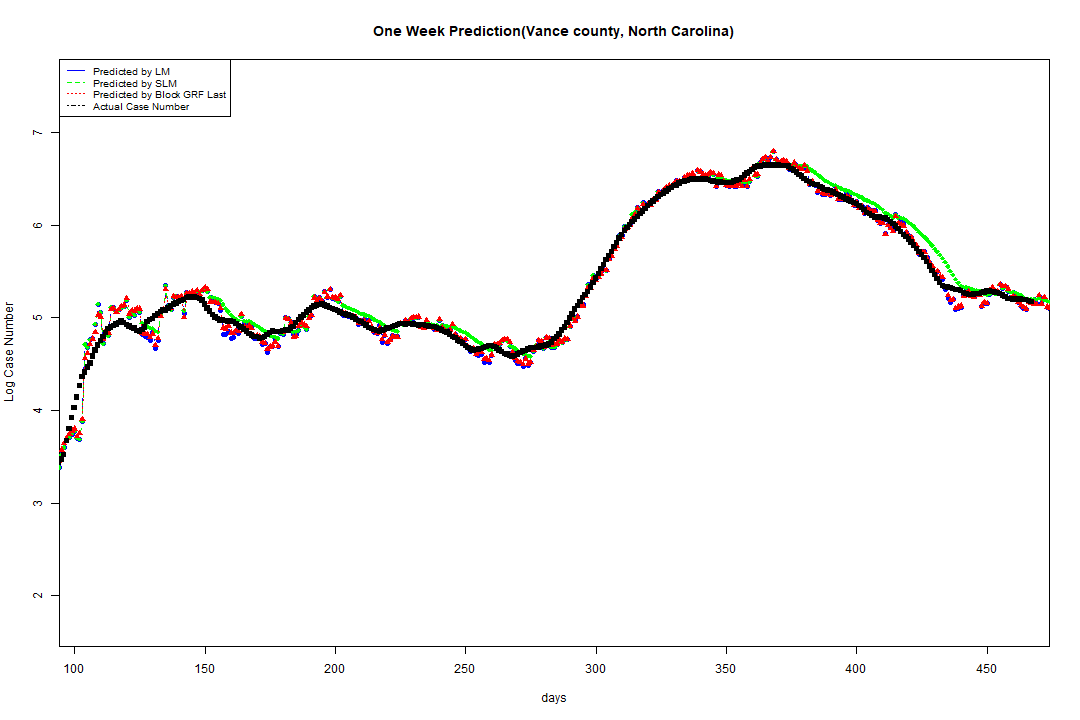 One Week Prediction(Vance county, North Carolina)
Predicted by LM
Predicted by SLM
Predicted by Block GRF Last
Actual Case Number
Log Case Number
7
6
5
4
3
2
100 150 200 250 300 350 400 450
days